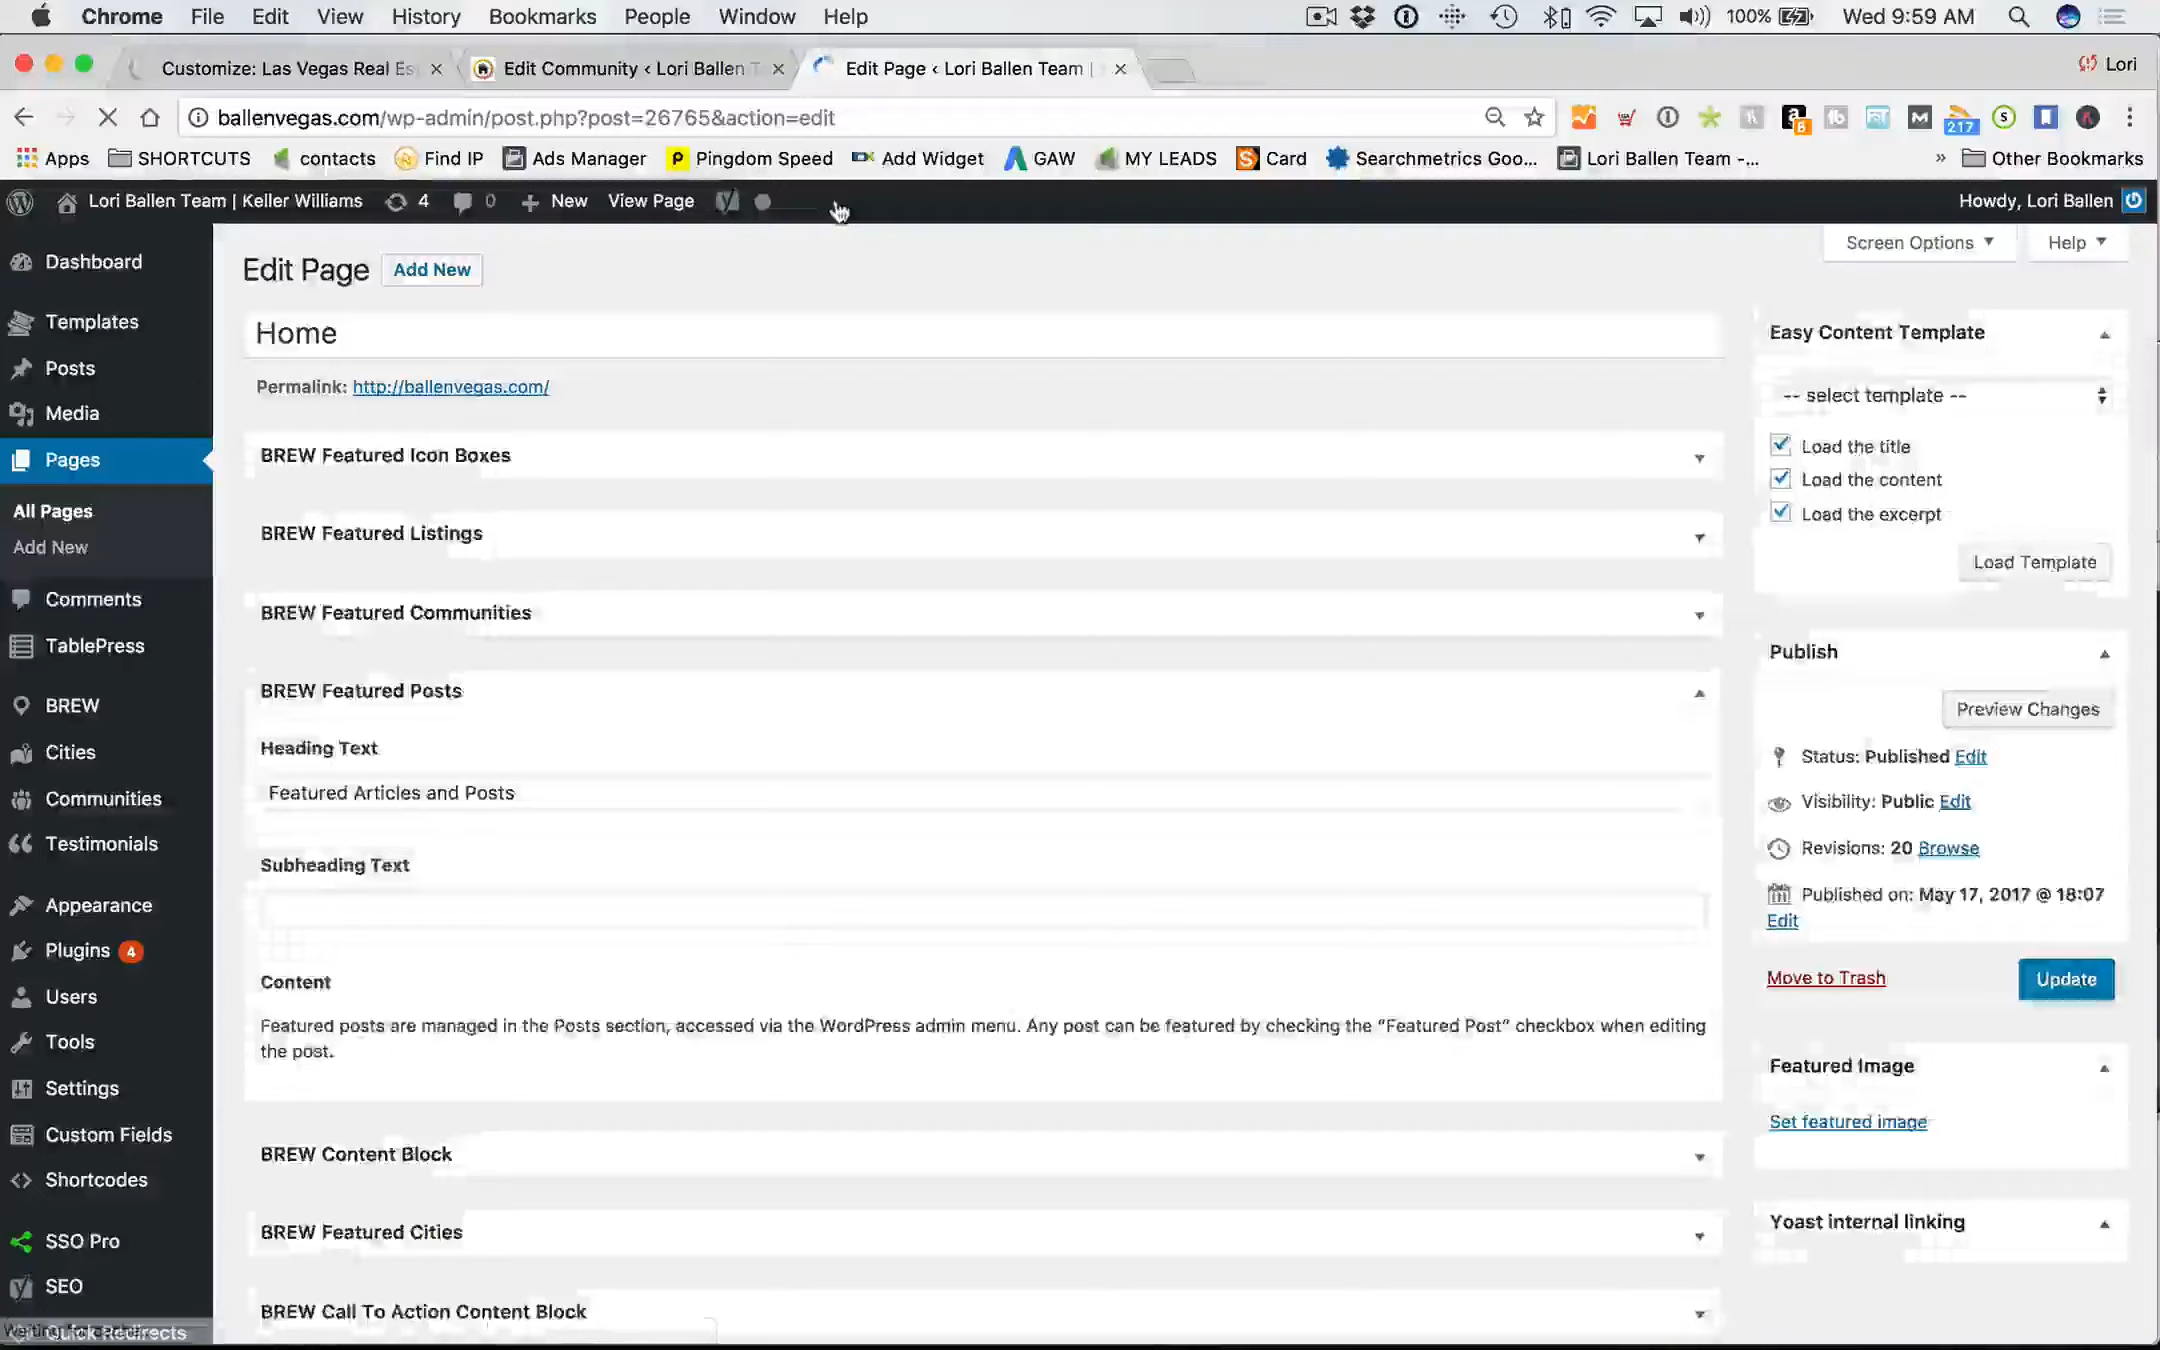 Chrome File Edit View History Bookmarks People Window Help 100% Wed 9:59 AM
Customize: Las Vegas Real Es
Edit Community ‹ Lori Ballen T
Edit Page ‹ Lori Ballen Team |
Lori
ballenvegas.com/wp-admin/post.php?post=26765&action=edit
217
Apps SHORTCUTS contacts Find IP Ads Manager Pingdom Speed Add Widget GAW MY LEADS Card Searchmetrics Goo... Lori Ballen Team -... » Other Bookmarks
Lori Ballen Team | Keller Williams 4 0 New View Page Howdy, Lori Ballen
Screen Options Help
Dashboard
Templates
Posts
Media
Pages
All Pages
Add New
Comments
TablePress
BREW
Cities
Communities
Testimonials
Appearance
Plugins 4
Users
Tools
Settings
Custom Fields
Shortcodes
SSO Pro
SEO
Quick Redirects
Edit Page Add New
Home
Permalink: http://ballenvegas.com/
BREW Featured Icon Boxes
BREW Featured Listings
BREW Featured Communities
BREW Featured Posts
Heading Text
Featured Articles and Posts
Subheading Text
Content
Featured posts are managed in the Posts section, accessed via the WordPress admin menu. Any post can be featured by checking the "Featured Post" checkbox when editing
the post.
BREW Content Block
BREW Featured Cities
BREW Call To Action Content Block
Easy Content Template
-- select template --
Load the title
Load the content
Load the excerpt
Load Template
Publish
Preview Changes
Status: Published Edit
Visibility: Public Edit
Revisions: 20 Browse
Published on: May 17, 2017 @ 18:07
Edit
Move to Trash
Update
Featured Image
Set featured image
Yoast internal linking